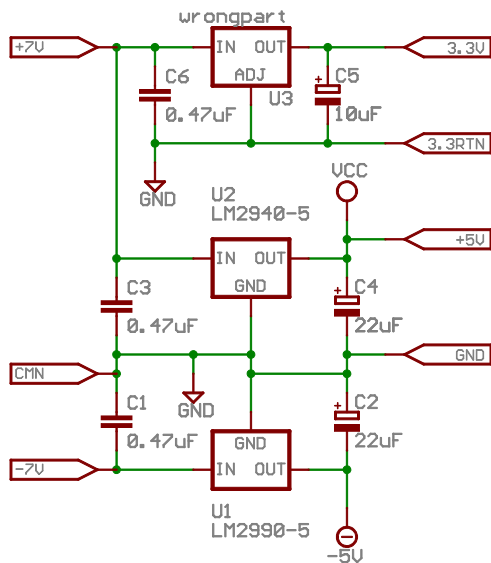 wrongpart
+7V
IN OUT
3.3V
ADJ
C6
0.47uF
U3
C5
10uF
3.3RTN
GND
VCC
U2
LM2940-5
+5V
IN OUT
GND
C3
0.47uF
C4
22uF
CMN
GND
GND
C1
0.47uF
C2
22uF
GND
-7V
IN OUT
U1
LM2990-5
-5V